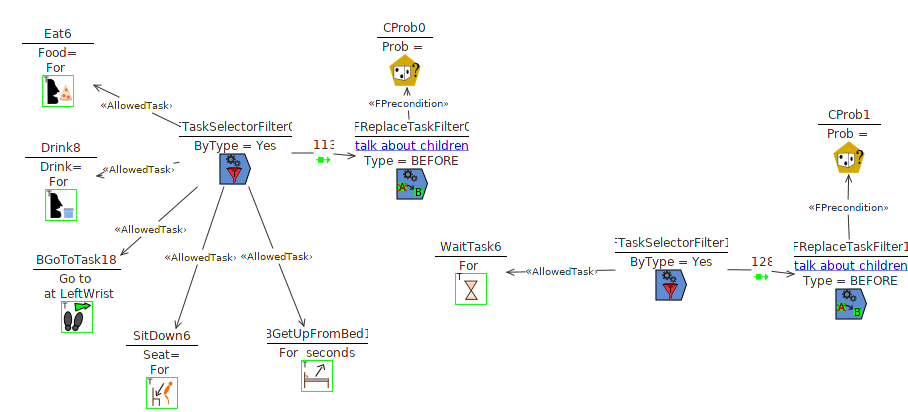 Eat6
Food=
For
«AllowedTask»
Drink8
Drink=
For
«AllowedTask»
BGoToTask18
Go to
at LeftWrist
«AllowedTask»
SitDown6
Seat=
For
«AllowedTask»
BGetUpFromBed1
For seconds
«AllowedTask»
TaskSelectorFilter0
ByType = Yes
113
CProb0
Prob =
«FPrecondition»
FReplaceTaskFilter0
talk about children
Type = BEFORE
WaitTask6
For
«AllowedTask»
TaskSelectorFilter1
ByType = Yes
128
CProb1
Prob =
«FPrecondition»
FReplaceTaskFilter1
talk about children
Type = BEFORE